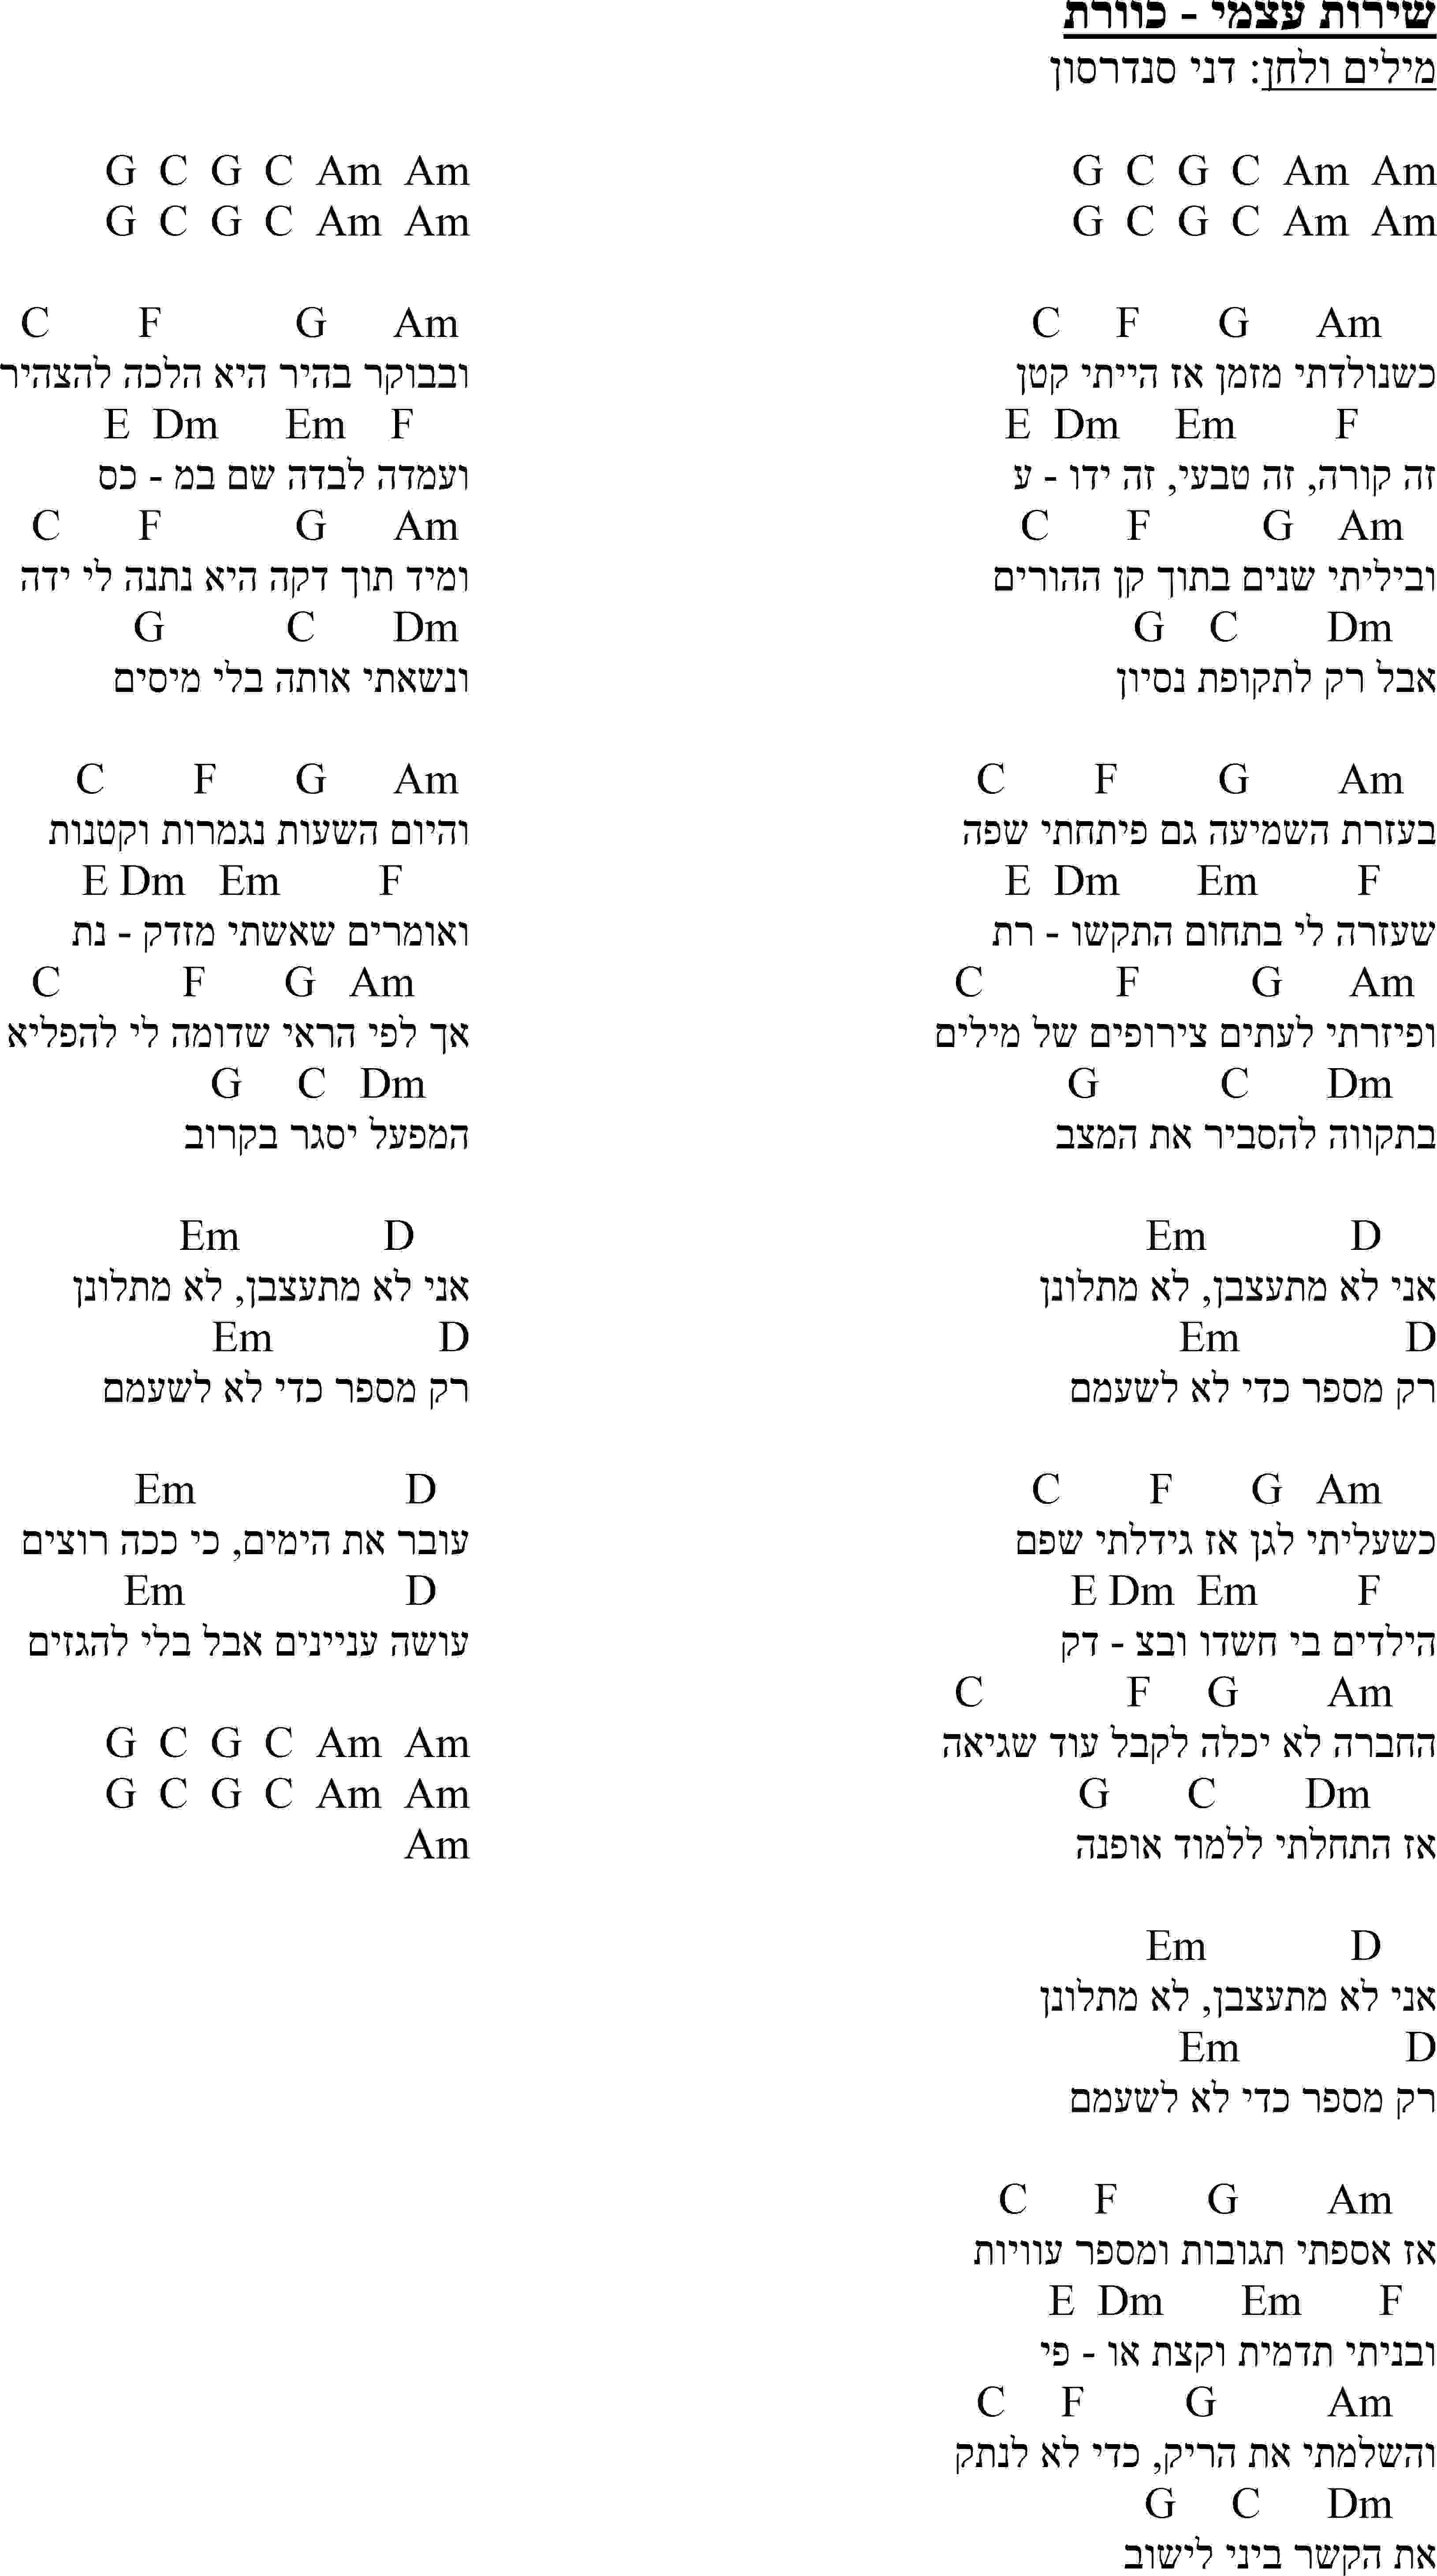 שירות עצמי - כוורת
מילים ולחן: דני סנדרסון
G C G C Am Am
G C G C Am Am
C F G Am
כשנולדתי מזמן אז הייתי קטן
E Dm Em F
זה קורה, זה טבעי, זה ידו - ע
C F G Am
וביליתי שנים בתוך קן ההורים
G C Dm
אבל רק לתקופת נסיון
C F G Am
בעזרת השמיעה גם פיתחתי שפה
E Dm Em F
שעזרה לי בתחום התקשו - רת
C F G Am
ופיזרתי לעתים צירופים של מילים
G C Dm
בתקווה להסביר את המצב
Em D
אני לא מתעצבן, לא מתלונן
Em D
רק מספר כדי לא לשעמם
C F G Am
כשעליתי לגן אז גידלתי שפם
E Dm Em F
הילדים בי חשדו ובצ - דק
C F G Am
החברה לא יכלה לקבל עוד שגיאה
G C Dm
אז התחלתי ללמוד אופנה
Em D
אני לא מתעצבן, לא מתלונן
Em D
רק מספר כדי לא לשעמם
C F G Am
אז אספתי תגובות ומספר עוויות
E Dm Em F
ובניתי תדמית וקצת או - פי
C F G Am
והשלמתי את הריק, כדי לא לנתק
G C Dm
את הקשר ביני לישוב
G C G C Am Am
G C G C Am Am
C F G Am
ובבוקר בהיר היא הלכה להצהיר
E Dm Em F
ועמדה לבדה שם במ - כס
C F G Am
ומיד תוך דקה היא נתנה לי ידה
G C Dm
ונשאתי אותה בלי מיסים
C F G Am
והיום השעות נגמרות וקטנות
E Dm Em F
ואומרים שאשתי מזדק - נת
C F G Am
אך לפי הראי שדומה לי להפליא
G C Dm
המפעל יסגר בקרוב
Em D
אני לא מתעצבן, לא מתלונן
Em D
רק מספר כדי לא לשעמם
Em D
עובר את הימים, כי ככה רוצים
Em D
עושה עניינים אבל בלי להגזים
G C G C Am Am
G C G C Am Am
Am